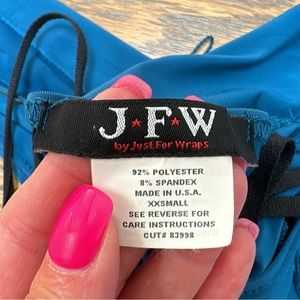 J★F★W
by Just For Wraps
92% POLYESTER
8% SPANDEX
MADE IN U.S.A.
XXSMALL
SEE REVERSE FOR
CARE INSTRUCTIONS
CUT# 83998